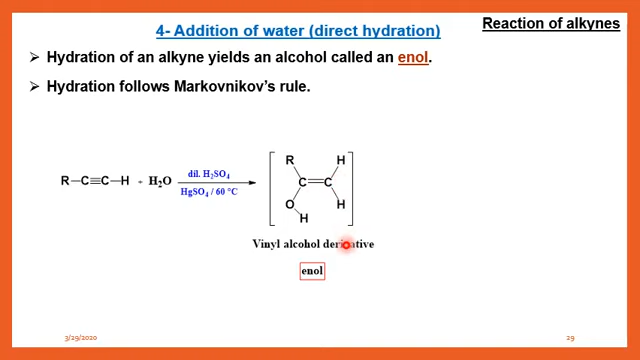 Reaction of alkynes
4- Addition of water (direct hydration)
➢ Hydration of an alkyne yields an alcohol called an enol.
➢ Hydration follows Markovnikov's rule.
R—C≡C—H + H₂O
dil. H₂SO₄
HgSO₄ / 60 °C
R H
C=C
O H
H
Vinyl alcohol derivative
enol
3/29/2020
29